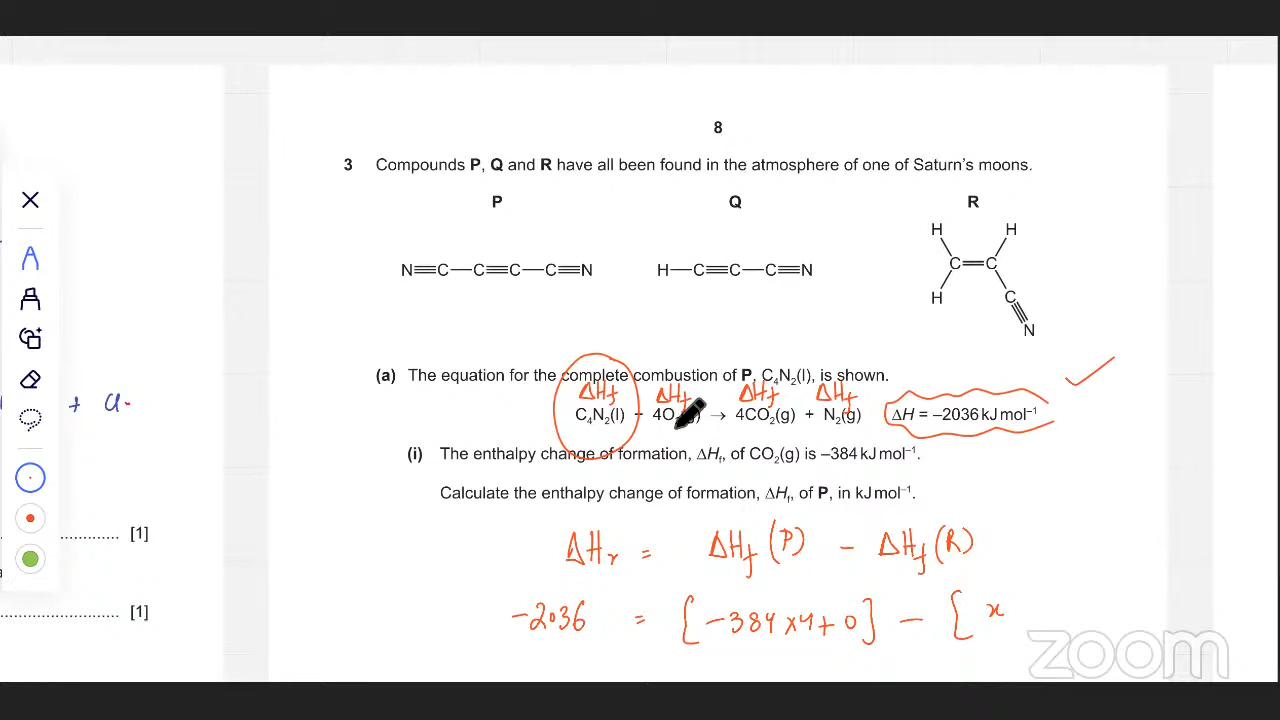 8
3 Compounds P, Q and R have all been found in the atmosphere of one of Saturn's moons.
P Q R
N≡C—C≡C—C≡N
H—C≡C—C≡N
H H
C=C
H C
N
(a) The equation for the complete combustion of P, C₄N₂(l), is shown.
ΔHf ΔHf ΔHf ΔHf
C₄N₂(l) + 4O₂(g) → 4CO₂(g) + N₂(g) ΔH = –2036 kJ mol⁻¹
(i) The enthalpy change of formation, ΔHf, of CO₂(g) is –384 kJ mol⁻¹.
Calculate the enthalpy change of formation, ΔHf, of P, in kJ mol⁻¹.
ΔHr = ΔHf (P) – ΔHf (R)
-2036 = [-384x4+0] – [x
+ a
[1]
[1]
zoom